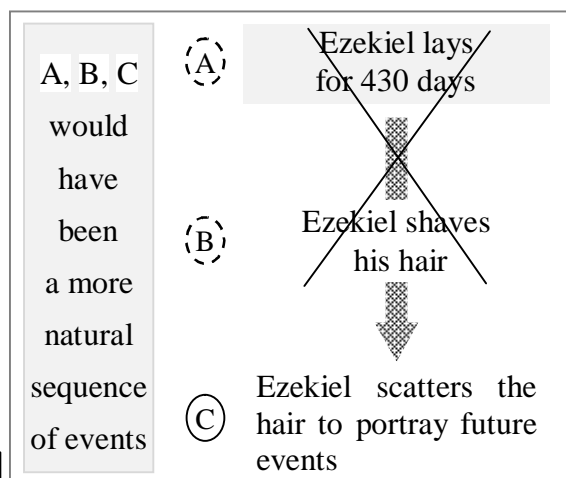 A, B, C
would
have
been
a more
natural
sequence
of events
A
Ezekiel lays
for 430 days
B
Ezekiel shaves
his hair
C
Ezekiel scatters the
hair to portray future
events